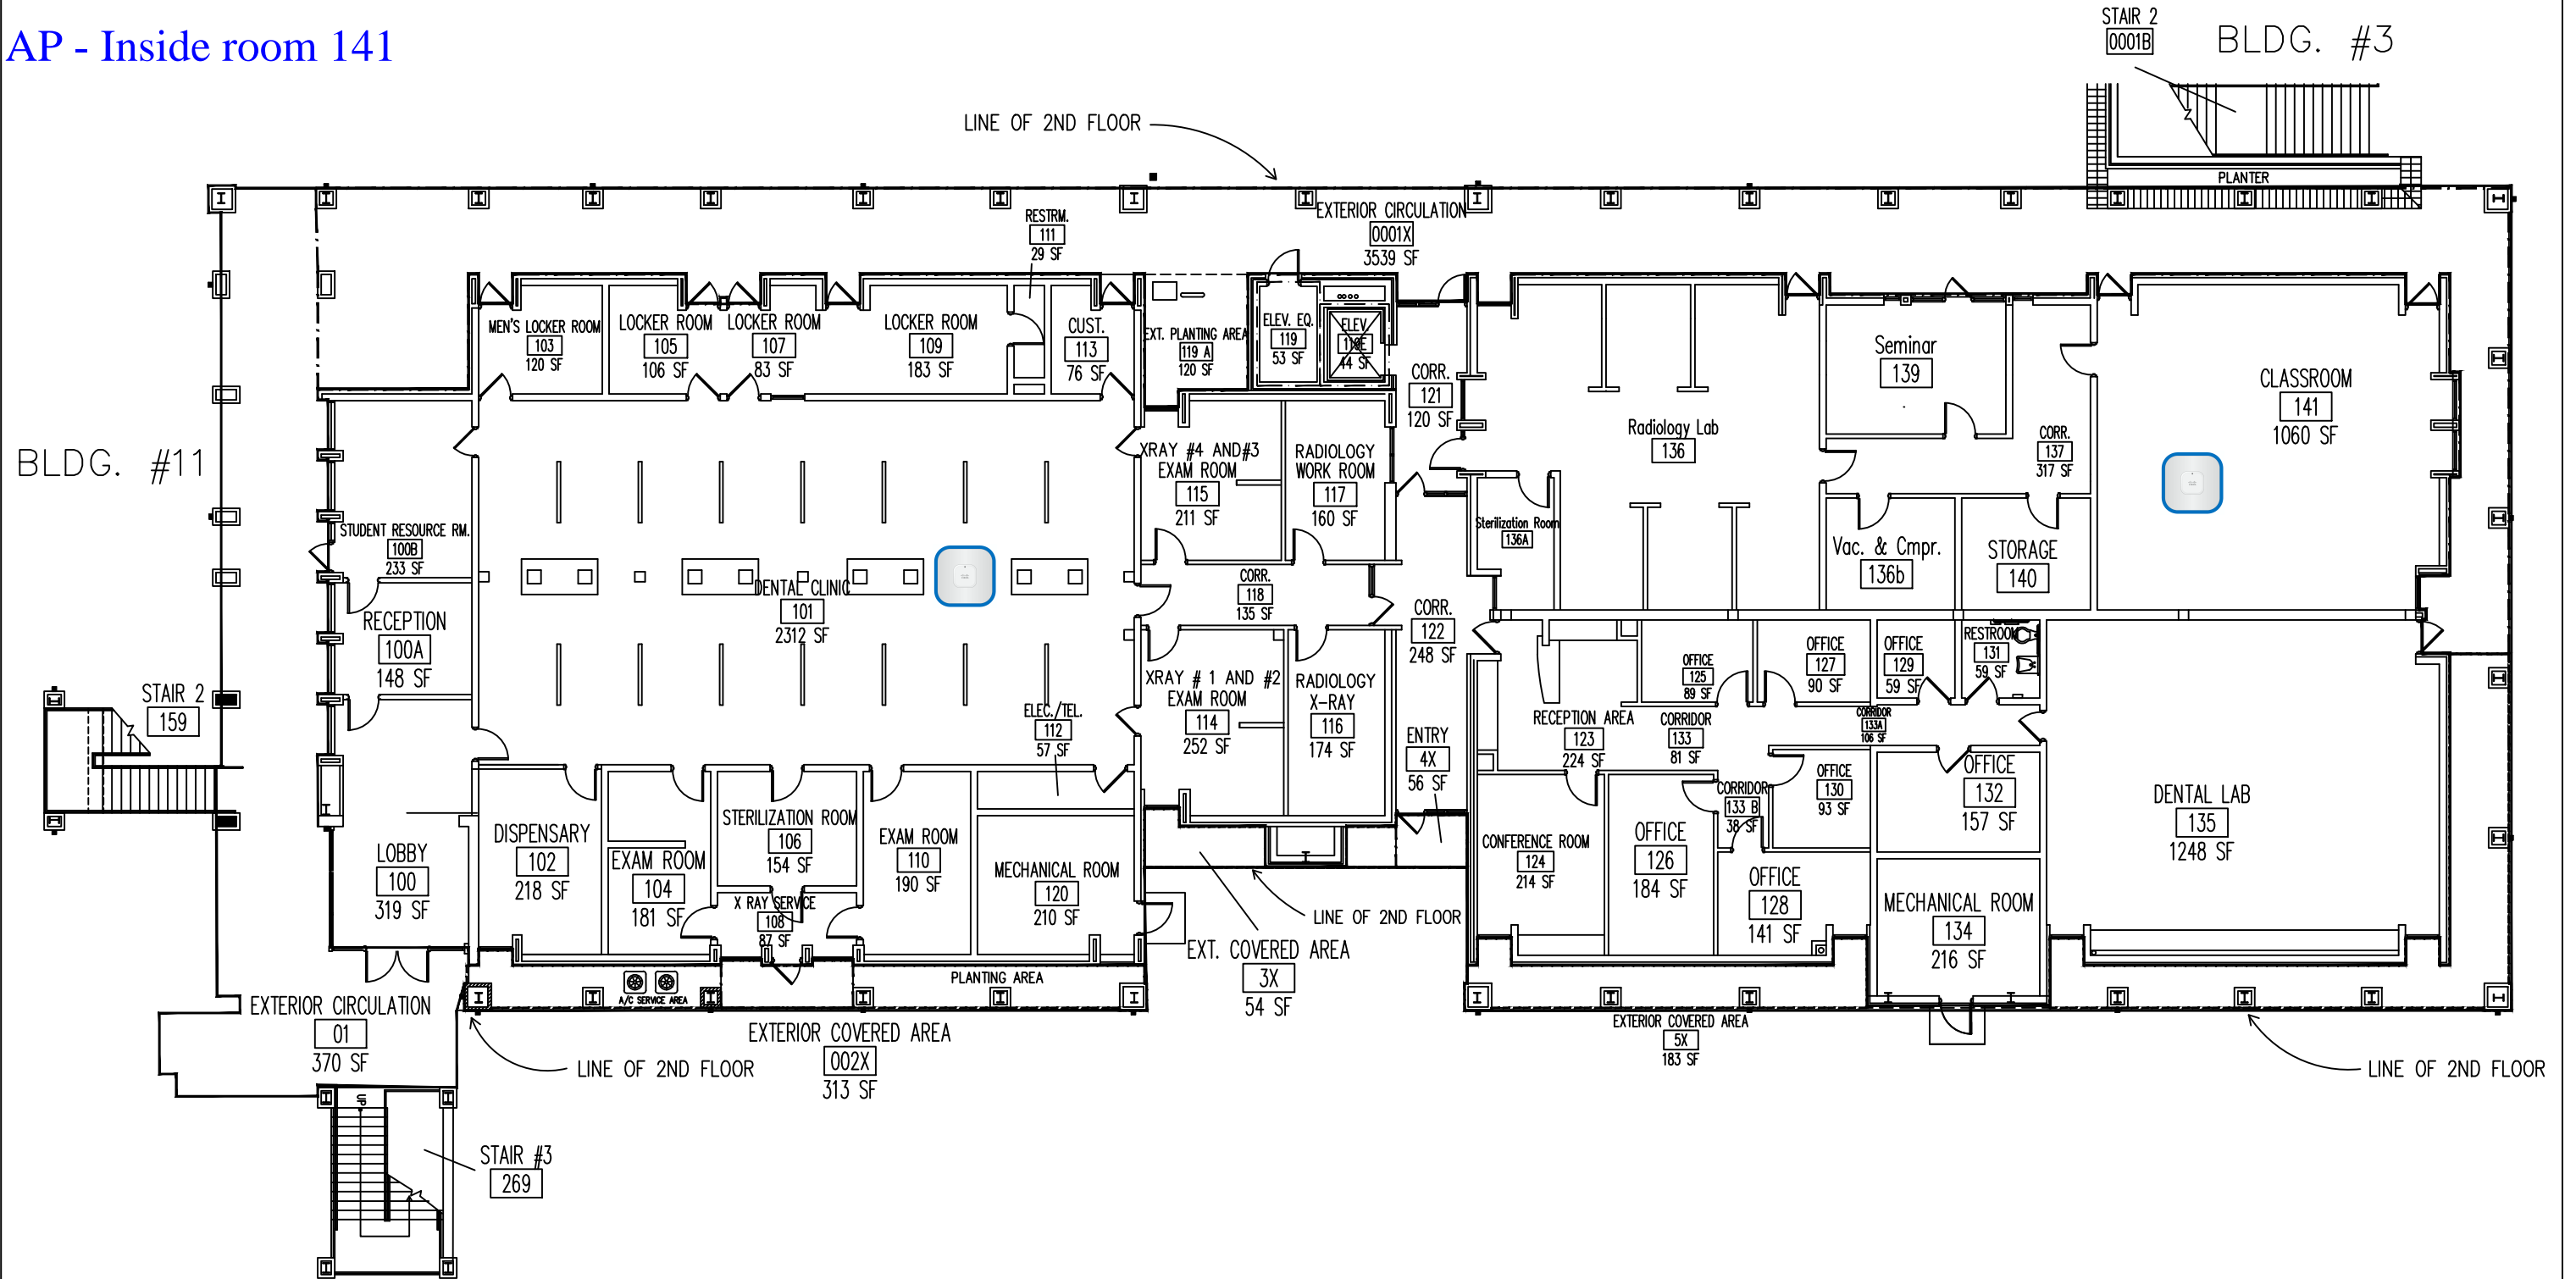 AP - Inside room 141
STAIR 2
0001B
BLDG. #3
LINE OF 2ND FLOOR
PLANTER
EXTERIOR CIRCULATION
0001X
3539 SF
RESTRM.
111
29 SF
MEN'S LOCKER ROOM
103
120 SF
LOCKER ROOM
105
106 SF
LOCKER ROOM
107
83 SF
LOCKER ROOM
109
183 SF
CUST.
113
76 SF
EXT. PLANTING AREA
119 A
120 SF
ELEV. EQ.
119
53 SF
ELEV.
119E
44 SF
CORR.
121
120 SF
Radiology Lab
136
Seminar
139
CORR.
137
317 SF
CLASSROOM
141
1060 SF
BLDG. #11
XRAY #4 AND#3
EXAM ROOM
115
211 SF
RADIOLOGY
WORK ROOM
117
160 SF
Sterilization Room
136A
Vac. & Cmpr.
136b
STORAGE
140
STUDENT RESOURCE RM.
100B
233 SF
DENTAL CLINIC
101
2312 SF
CORR.
118
135 SF
CORR.
122
248 SF
RECEPTION
100A
148 SF
OFFICE
125
89 SF
OFFICE
127
90 SF
OFFICE
129
59 SF
RESTROOM
131
59 SF
STAIR 2
159
XRAY # 1 AND #2
EXAM ROOM
114
252 SF
RADIOLOGY
X-RAY
116
174 SF
ELEC./TEL.
112
57 SF
ENTRY
4X
56 SF
RECEPTION AREA
123
224 SF
CORRIDOR
133
81 SF
CORRIDOR
133A
106 SF
OFFICE
130
93 SF
OFFICE
132
157 SF
CORRIDOR
133 B
38 SF
DENTAL LAB
135
1248 SF
LOBBY
100
319 SF
DISPENSARY
102
218 SF
EXAM ROOM
104
181 SF
STERILIZATION ROOM
106
154 SF
X RAY SERVICE
108
87 SF
EXAM ROOM
110
190 SF
MECHANICAL ROOM
120
210 SF
CONFERENCE ROOM
124
214 SF
OFFICE
126
184 SF
OFFICE
128
141 SF
MECHANICAL ROOM
134
216 SF
LINE OF 2ND FLOOR
EXT. COVERED AREA
3X
54 SF
PLANTING AREA
A/C SERVICE AREA
EXTERIOR CIRCULATION
01
370 SF
EXTERIOR COVERED AREA
002X
313 SF
EXTERIOR COVERED AREA
5X
183 SF
LINE OF 2ND FLOOR
LINE OF 2ND FLOOR
UP
STAIR #3
269